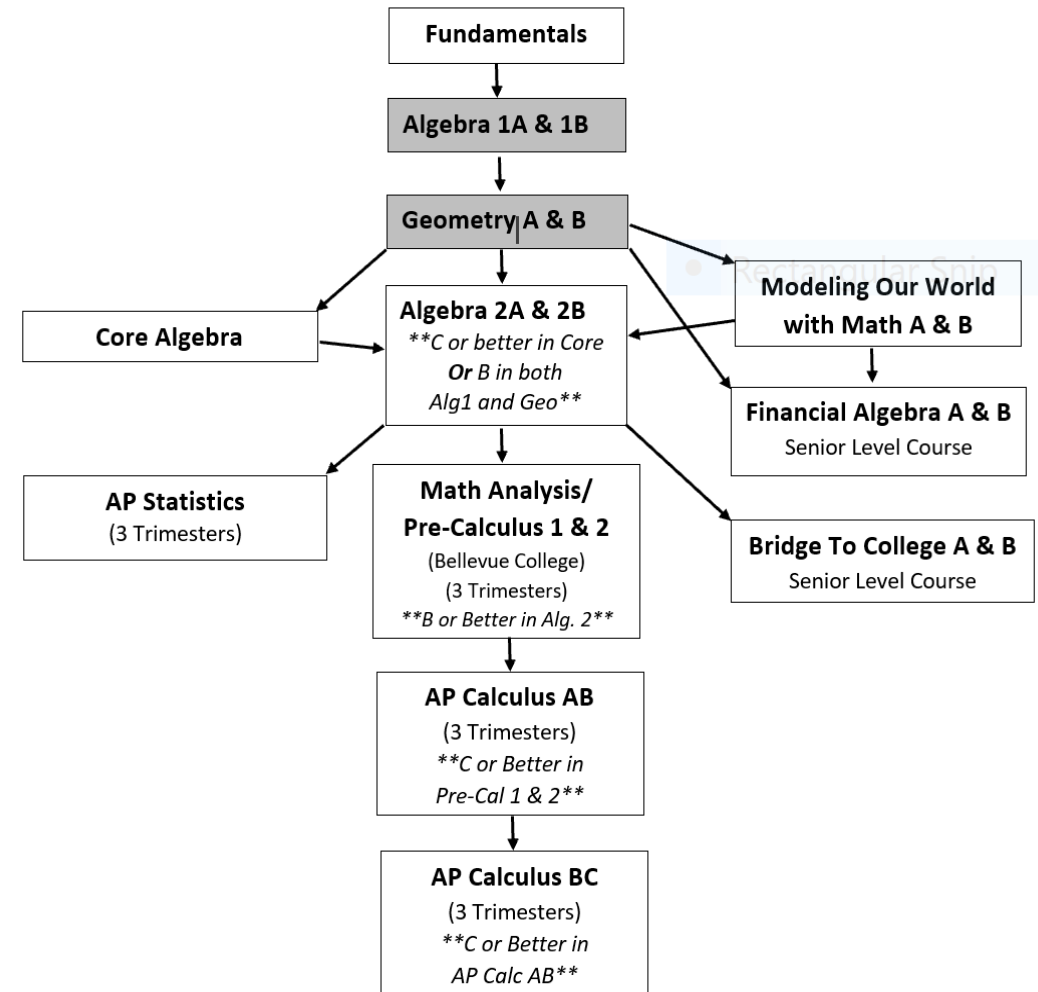 Fundamentals
Algebra 1A & 1B
Geometry A & B
Rectangular Snip
Modeling Our World
with Math A & B
Core Algebra
Algebra 2A & 2B
**C or better in Core
Or B in both
Alg1 and Geo**
Financial Algebra A & B
Senior Level Course
AP Statistics
(3 Trimesters)
Math Analysis/
Pre-Calculus 1 & 2
(Bellevue College)
(3 Trimesters)
**B or Better in Alg. 2**
Bridge To College A & B
Senior Level Course
AP Calculus AB
(3 Trimesters)
**C or Better in
Pre-Cal 1 & 2**
AP Calculus BC
(3 Trimesters)
**C or Better in
AP Calc AB**